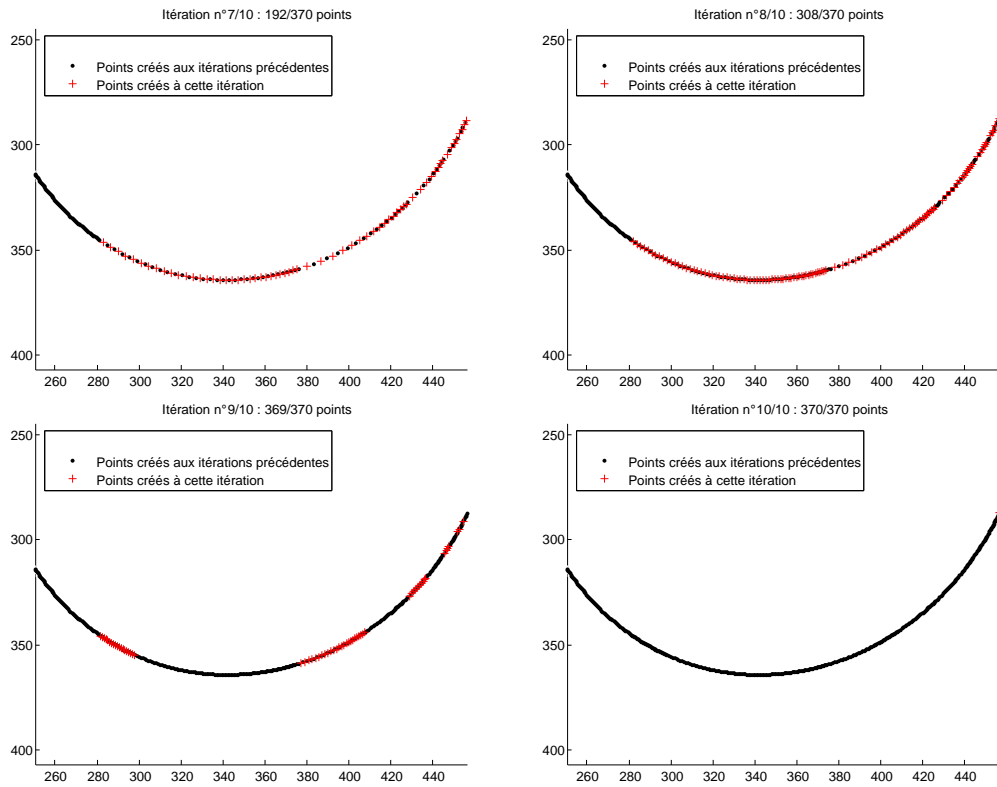 Itération n°7/10 : 192/370 points
250
300
350
400
Points créés aux itérations précédentes
Points créés à cette itération
260 280 300 320 340 360 380 400 420 440
Itération n°8/10 : 308/370 points
250
300
350
400
Points créés aux itérations précédentes
Points créés à cette itération
260 280 300 320 340 360 380 400 420 440
Itération n°9/10 : 369/370 points
250
300
350
400
Points créés aux itérations précédentes
Points créés à cette itération
260 280 300 320 340 360 380 400 420 440
Itération n°10/10 : 370/370 points
250
300
350
400
Points créés aux itérations précédentes
Points créés à cette itération
260 280 300 320 340 360 380 400 420 440